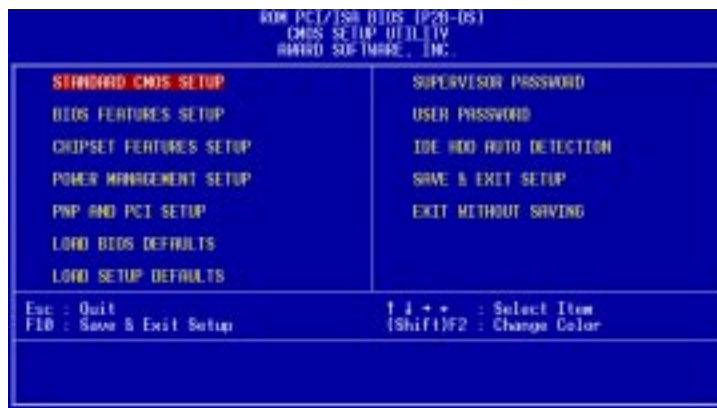 ROM PCI/ISA BIOS (P2B-DS)
CMOS SETUP UTILITY
AWARD SOFTWARE, INC.
STANDARD CMOS SETUP
BIOS FEATURES SETUP
CHIPSET FEATURES SETUP
POWER MANAGEMENT SETUP
PNP AND PCI SETUP
LOAD BIOS DEFAULTS
LOAD SETUP DEFAULTS
SUPERVISOR PASSWORD
USER PASSWORD
IDE HDD AUTO DETECTION
SAVE & EXIT SETUP
EXIT WITHOUT SAVING
Esc : Quit
F10 : Save & Exit Setup
↑ ↓ → ← : Select Item
(Shift)F2 : Change Color